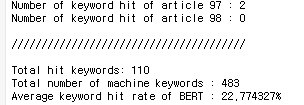 Number of keyword hit of article 97 : 2
Number of keyword hit of article 98 : 0
///////////////////////////////////////
Total hit keywords: 110
Total number of machine keywords : 483
Average keyword hit rate of BERT : 22,774327%